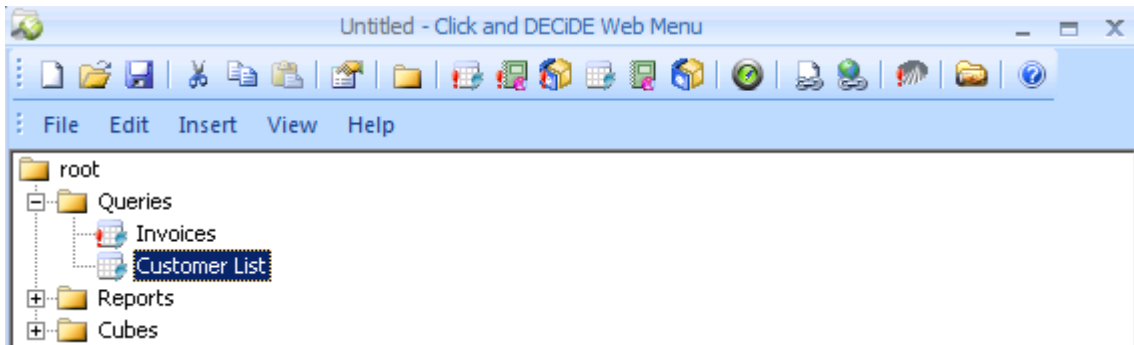 Untitled - Click and DECiDE Web Menu
File Edit Insert View Help
root
Queries
Invoices
Customer List
Reports
Cubes